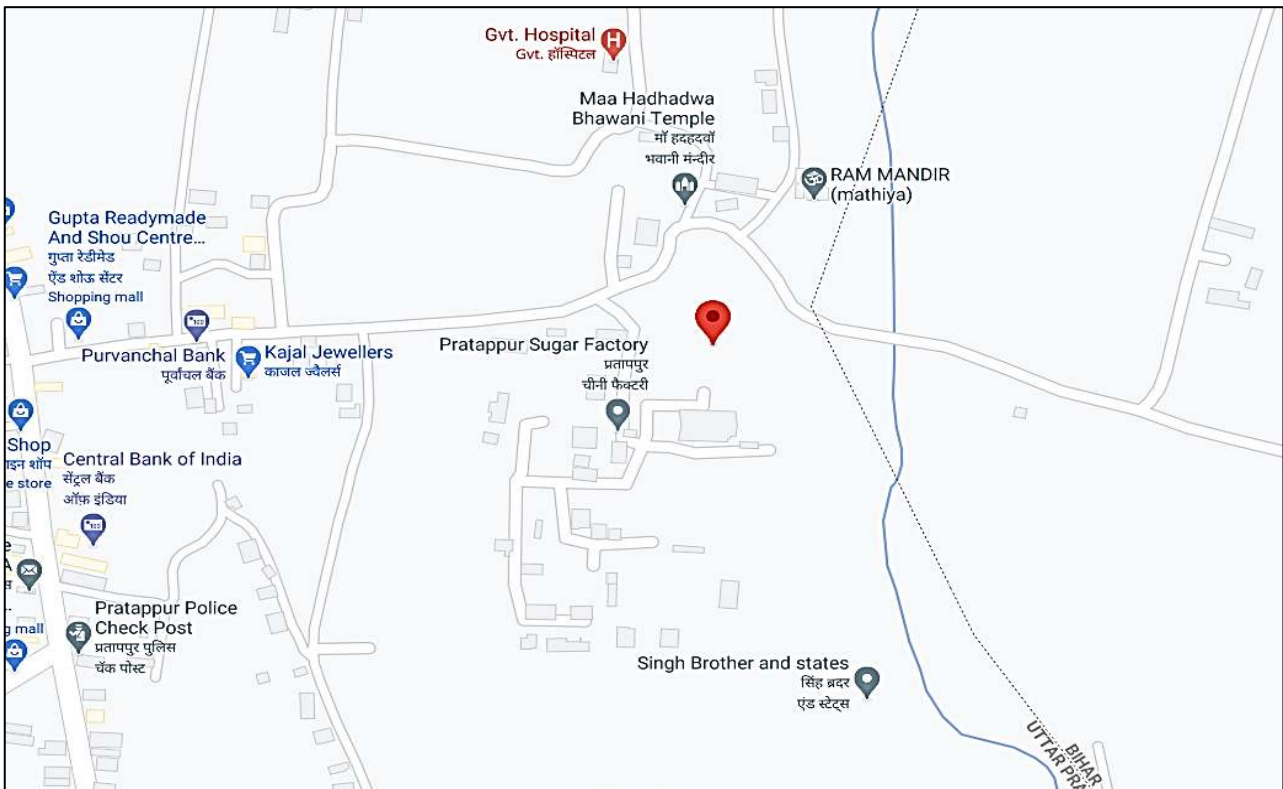 Gvt. Hospital
Gvt. हॉस्पिटल
Maa Hadhadwa
Bhawani Temple
माँ हदहदवाँ
भवानी मंन्दीर
RAM MANDIR
(mathiya)
Gupta Readymade
And Shou Centre...
गुप्ता रेडीमेड
ऐंड शोऊ सेंटर
Shopping mall
Purvanchal Bank
पूर्वांचल बैंक
Kajal Jewellers
काजल ज्वैलर्स
Pratappur Sugar Factory
प्रतापपुर
चीनी फैक्टरी
Shop
ाइन शॉप
e store
Central Bank of India
सेंट्रल बैंक
ऑफ़ इंडिया
e
A
स
..
g mall
Pratappur Police
Check Post
प्रतापपुर पुलिस
चॅक पोस्ट
Singh Brother and states
सिंह ब्रदर
एंड स्टेट्स
BIHAR
UTTAR PRA